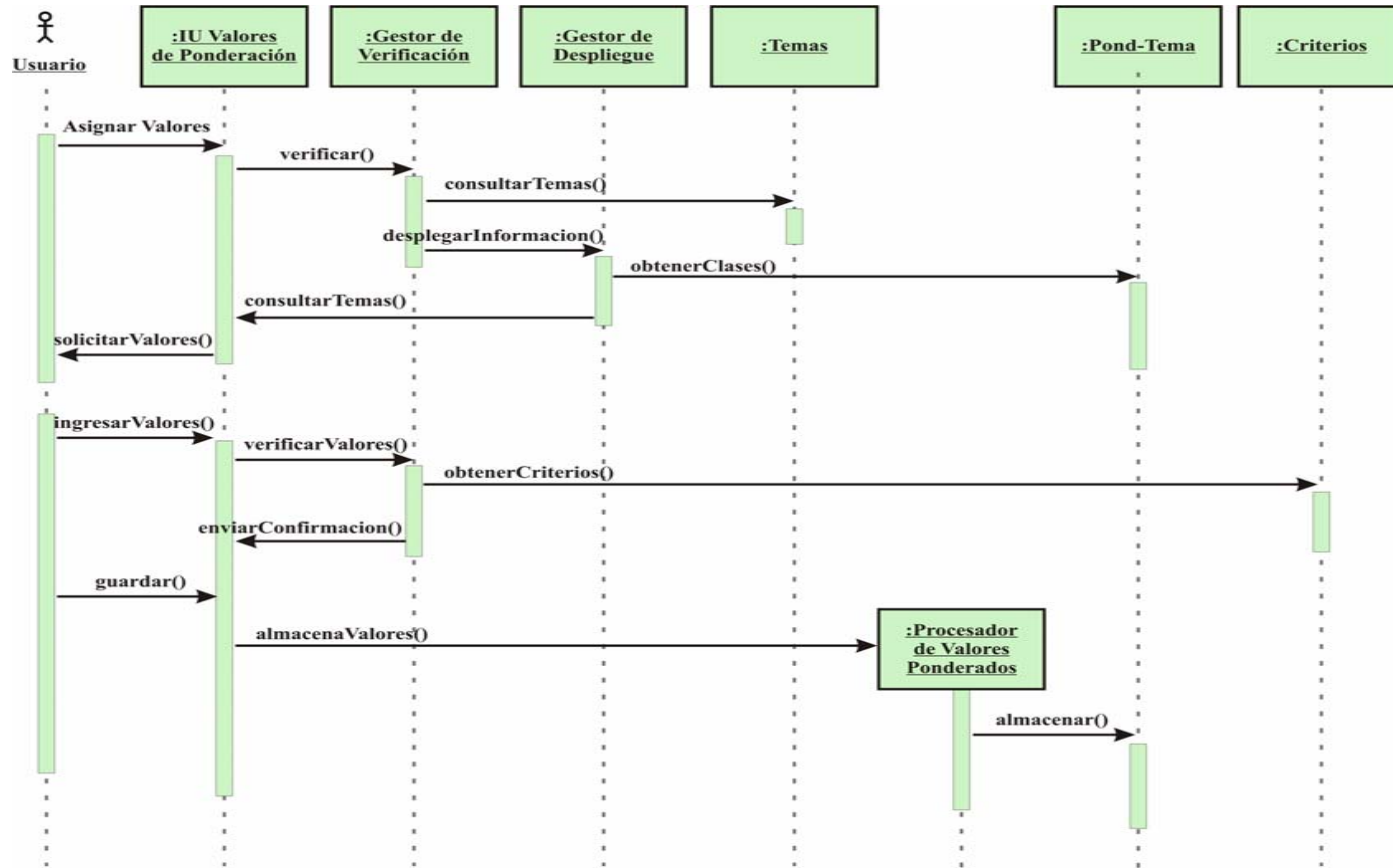 :IU Valores
de Ponderación
:Gestor de
Verificación
:Gestor de
Despliegue
:Temas
:Pond-Tema
:Criterios
Usuario
Asignar Valores
verificar()
consultarTemas()
desplegarInformacion()
obtenerClases()
consultarTemas()
solicitarValores()
ingresarValores()
verificarValores()
obtenerCriterios()
enviarConfirmacion()
guardar()
almacenaValores()
:Procesador
de Valores
Ponderados
almacenar()